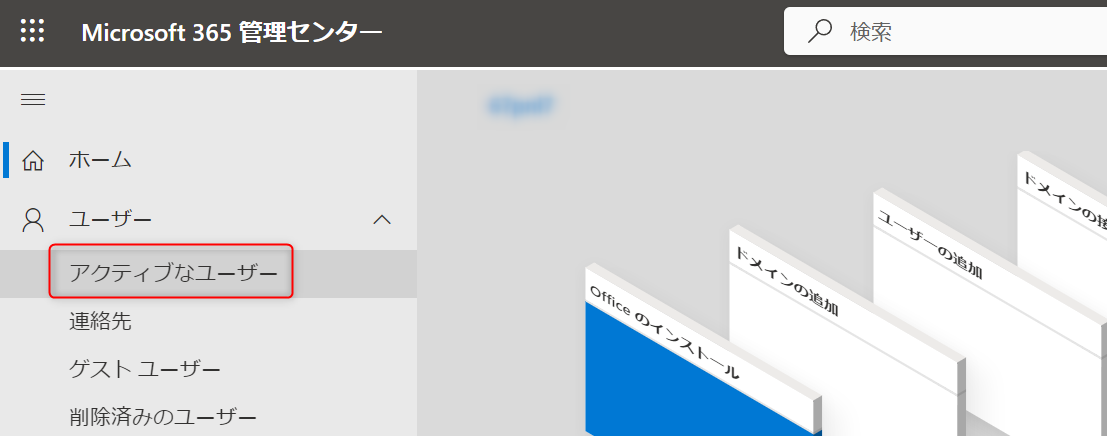 Microsoft 365 管理センター
検索
ホーム
ユーザー
アクティブなユーザー
連絡先
ゲスト ユーザー
削除済みのユーザー
Office のインストール
ドメインの追加
ユーザーの追加
ドメインの接